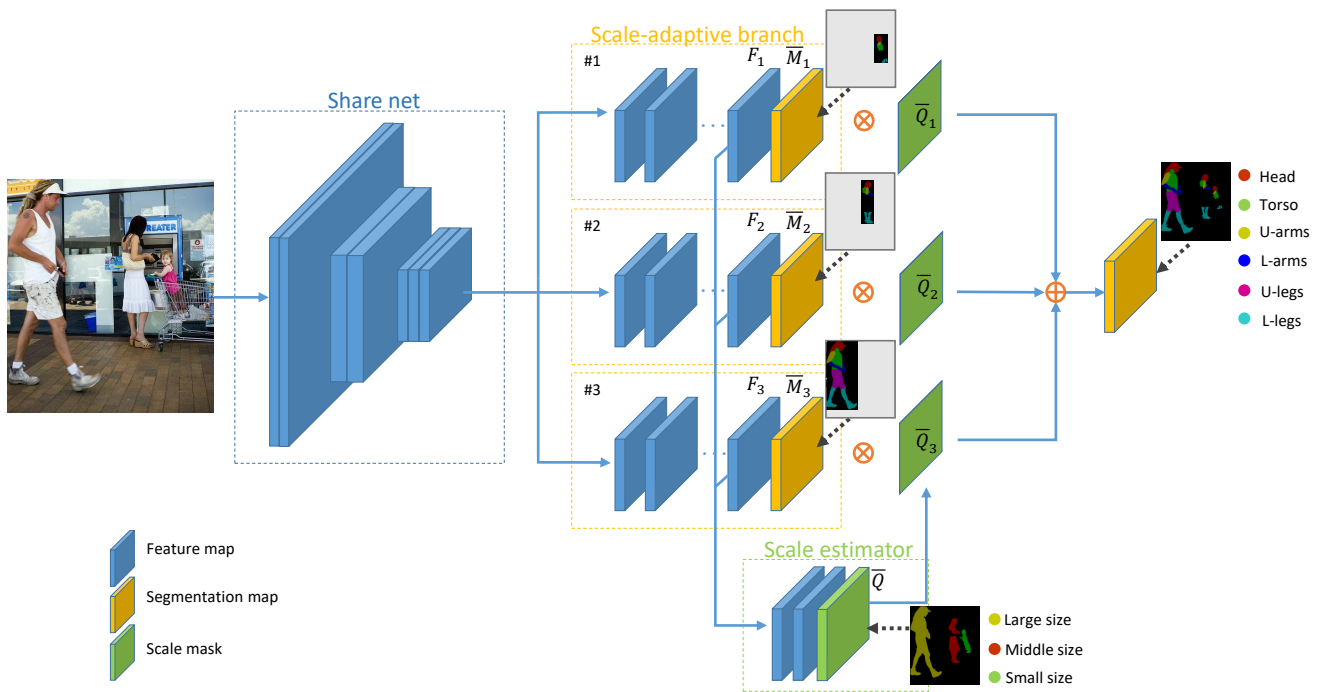 Scale-adaptive branch
Share net
#1
F₁
M̅₁
Q̅₁
#2
F₂
M̅₂
Q̅₂
#3
F₃
M̅₃
Q̅₃
Head
Torso
U-arms
L-arms
U-legs
L-legs
Scale estimator
Q̅
Large size
Middle size
Small size
Feature map
Segmentation map
Scale mask